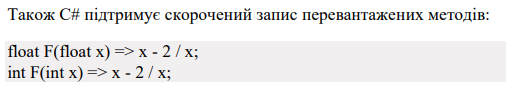 Також C# підтримує скорочений запис перевантажених методів:
float F(float x) => x - 2 / x;
int F(int x) => x - 2 / x;